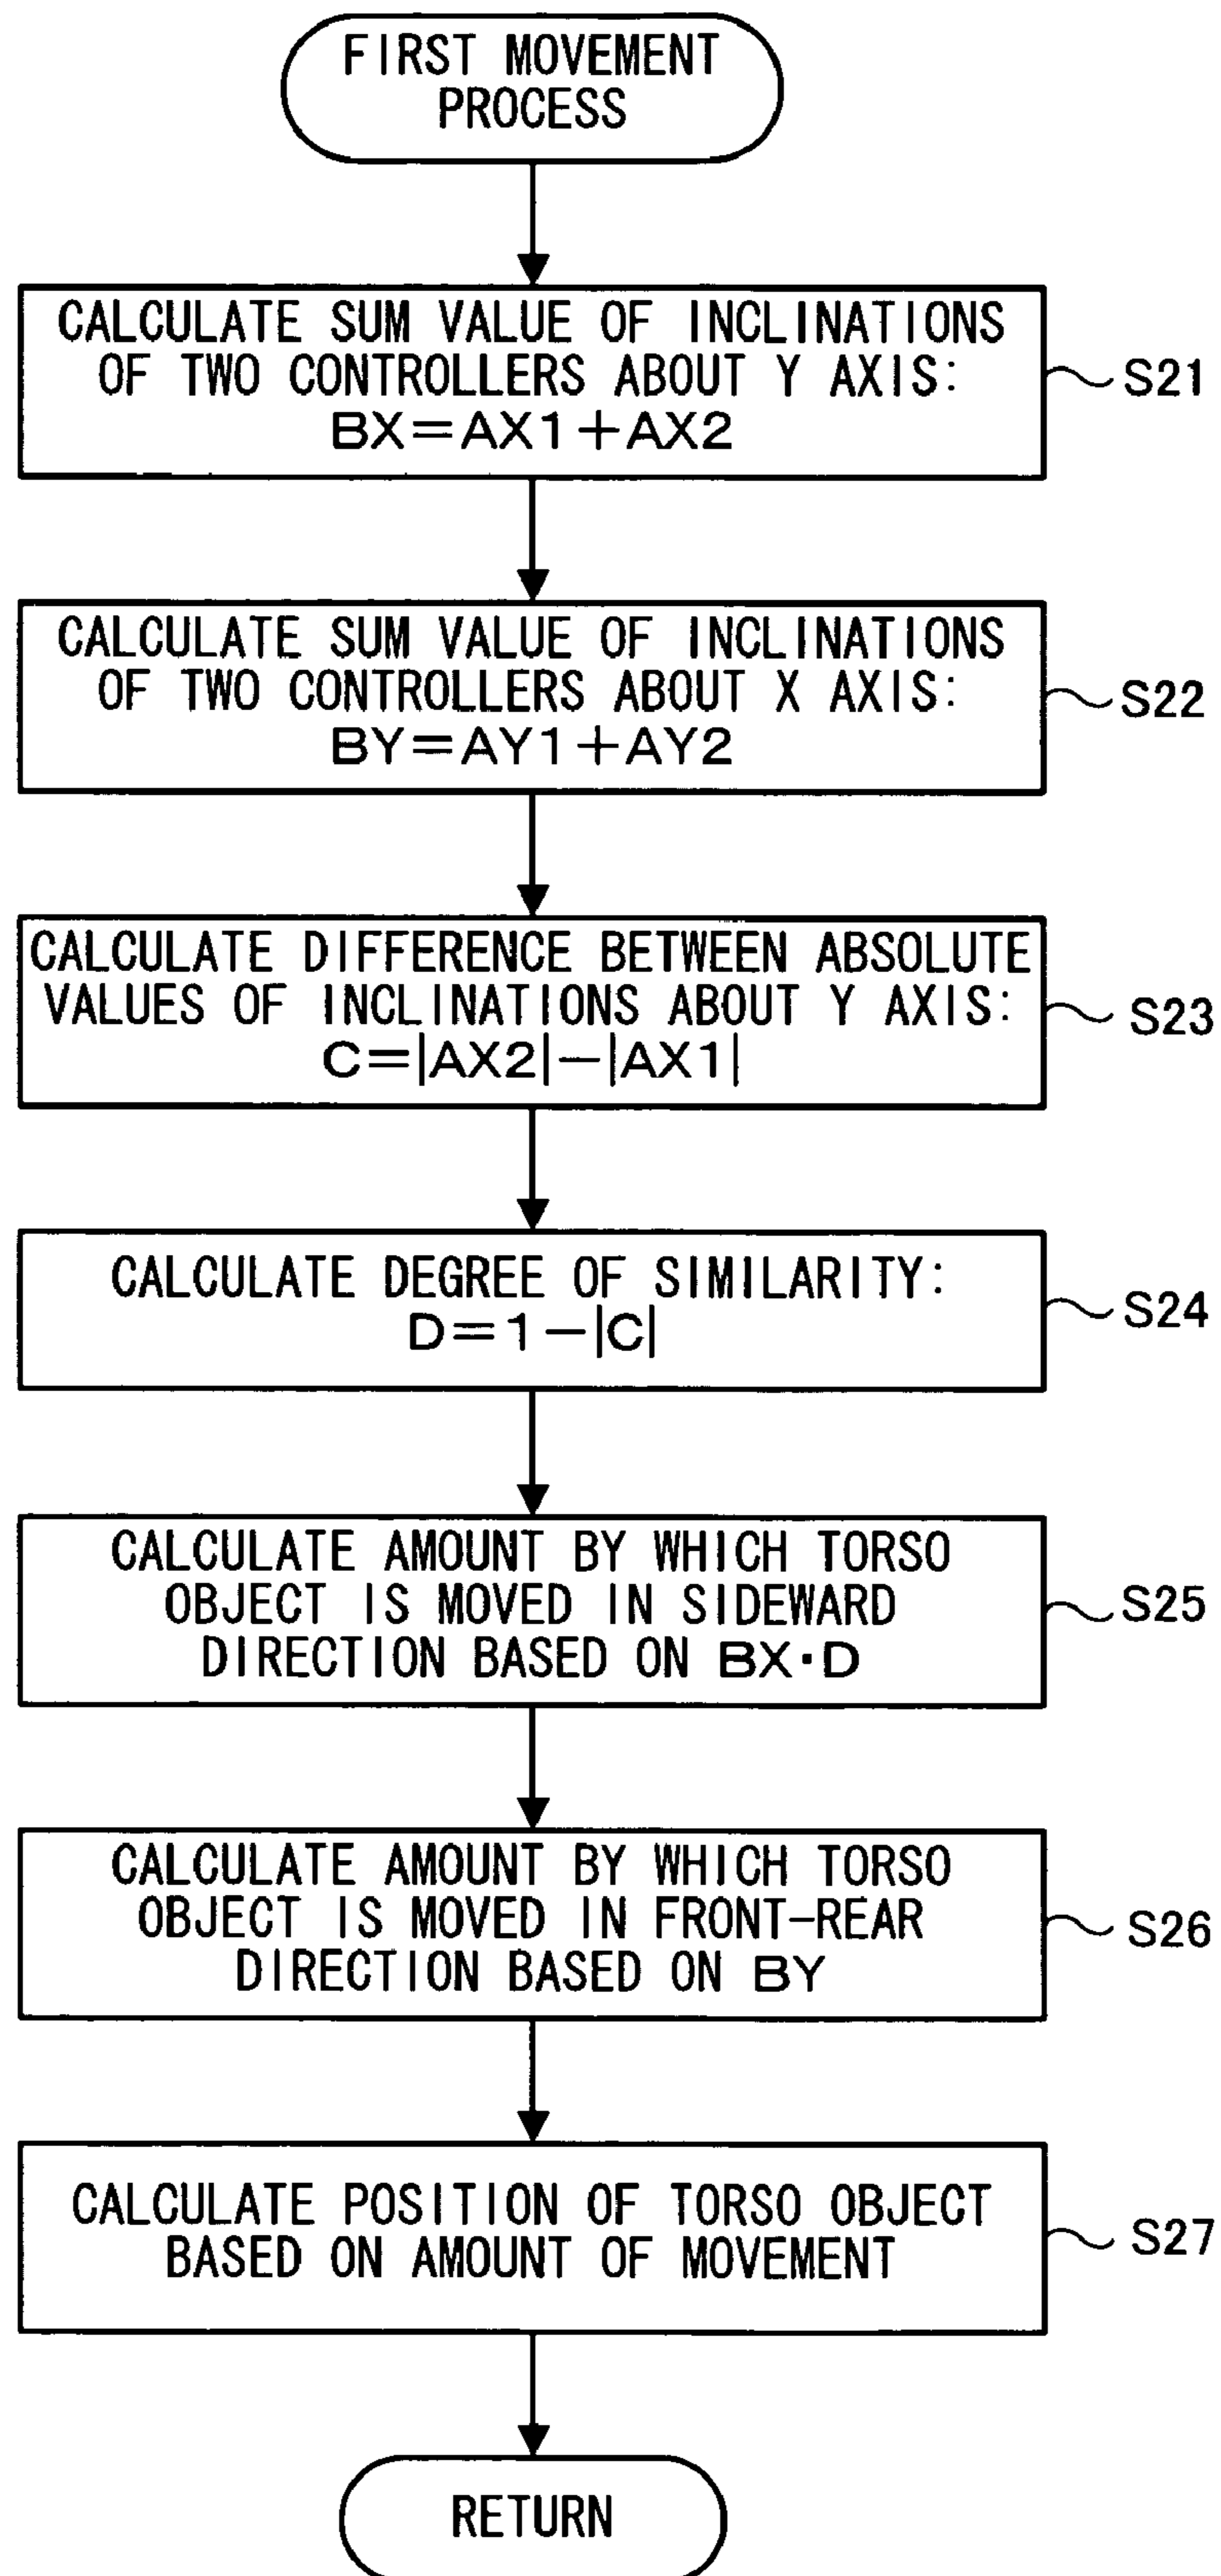 FIRST MOVEMENT
PROCESS
CALCULATE SUM VALUE OF INCLINATIONS
OF TWO CONTROLLERS ABOUT Y AXIS:
BX=AX1+AX2
S21
CALCULATE SUM VALUE OF INCLINATIONS
OF TWO CONTROLLERS ABOUT X AXIS:
BY=AY1+AY2
S22
CALCULATE DIFFERENCE BETWEEN ABSOLUTE
VALUES OF INCLINATIONS ABOUT Y AXIS:
C=|AX2|−|AX1|
S23
CALCULATE DEGREE OF SIMILARITY:
D=1−|C|
S24
CALCULATE AMOUNT BY WHICH TORSO
OBJECT IS MOVED IN SIDEWARD
DIRECTION BASED ON BX·D
S25
CALCULATE AMOUNT BY WHICH TORSO
OBJECT IS MOVED IN FRONT-REAR
DIRECTION BASED ON BY
S26
CALCULATE POSITION OF TORSO OBJECT
BASED ON AMOUNT OF MOVEMENT
S27
RETURN